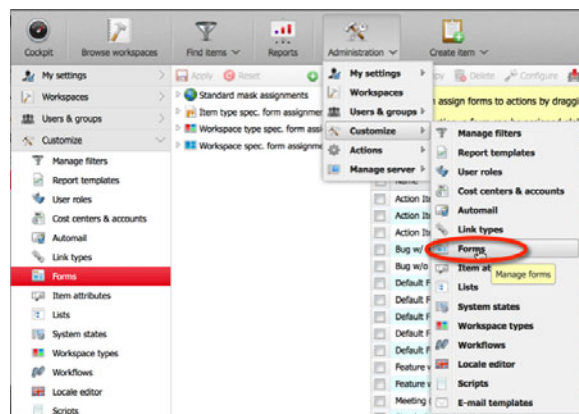 Cockpit
Browse workspaces
Find items
Reports
Administration
Create item
My settings
Workspaces
Users & groups
Customize
Manage filters
Report templates
User roles
Cost centers & accounts
Automail
Link types
Forms
Item attributes
Lists
System states
Workspace types
Workflows
Locale editor
Scripts
Apply
Reset
Standard mask assignments
Item type spec. form assignme
Workspace type spec. form assi
Workspace spec. form assignme
My settings
Workspaces
Users & groups
Customize
Actions
Manage server
Delete
Configure
assign forms to actions by draggi
Name
Action Ite
Action Ite
Action Ite
Bug w/
Bug w/o
Default F
Default F
Default F
Default F
Default F
Feature w
Feature w
Meeting
Manage filters
Report templates
User roles
Cost centers & accounts
Automail
Link types
Forms
Item at
Manage forms
Lists
System states
Workspace types
Workflows
Locale editor
Scripts
E-mail templates